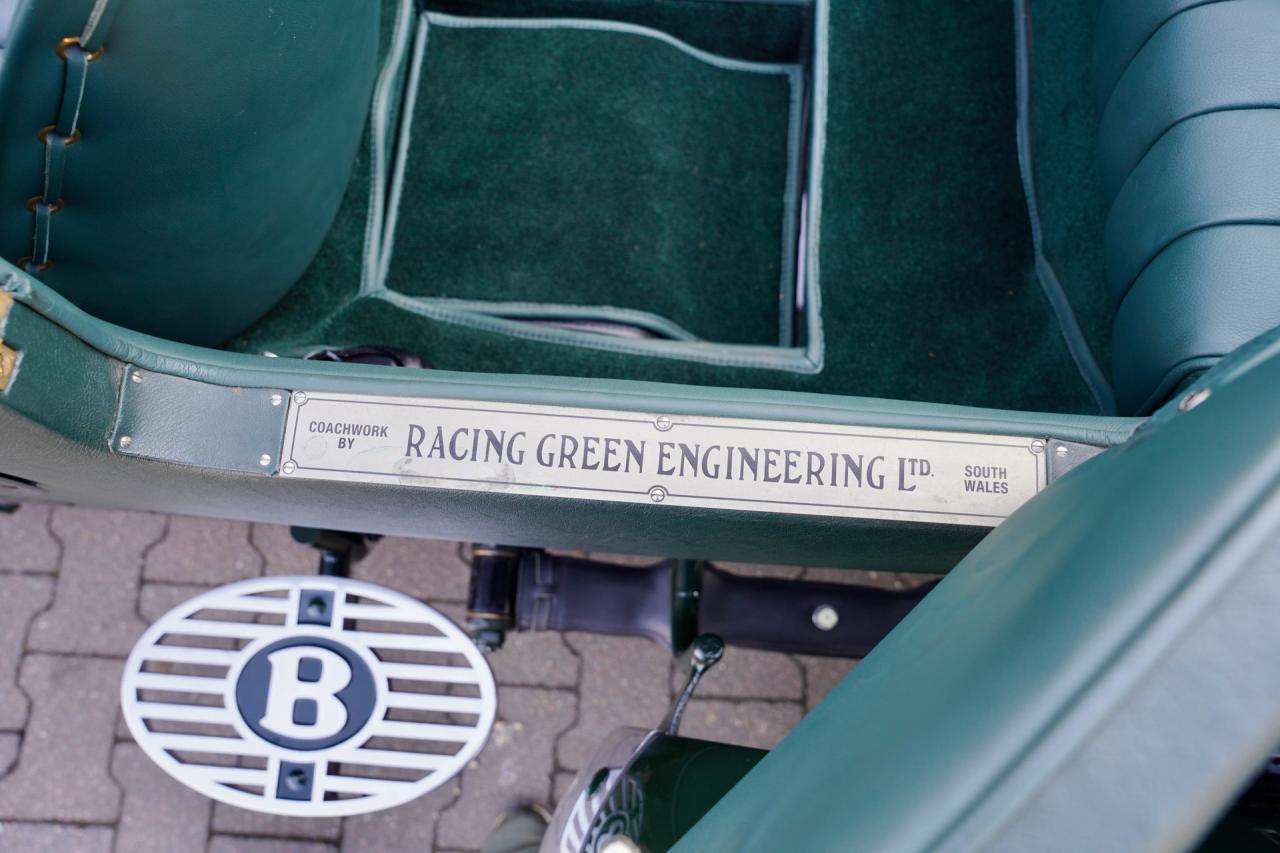 COACHWORK
BY
RACING GREEN ENGINEERING LTD.
SOUTH
WALES
B